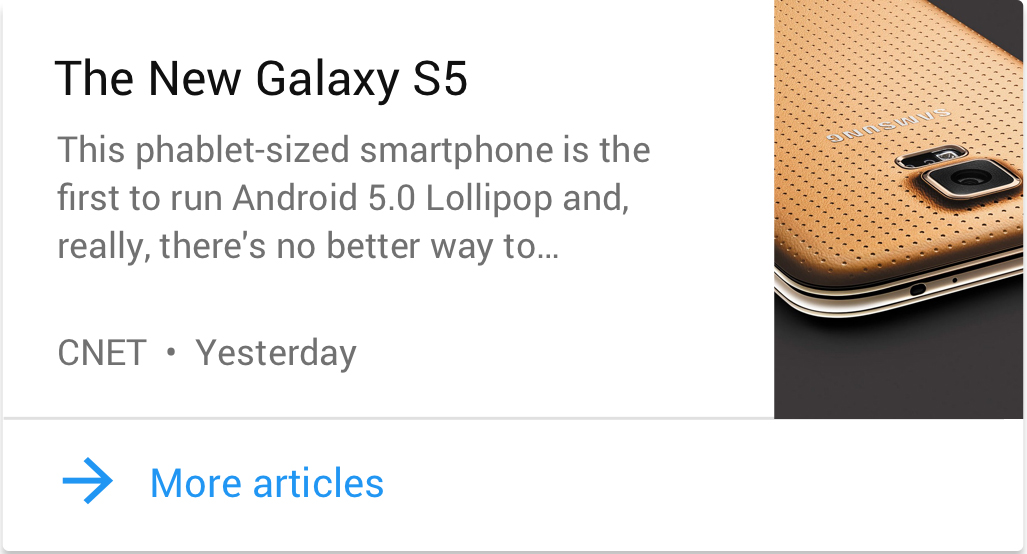 The New Galaxy S5
This phablet-sized smartphone is the
first to run Android 5.0 Lollipop and,
really, there's no better way to…
CNET • Yesterday
More articles
SAMSUNG